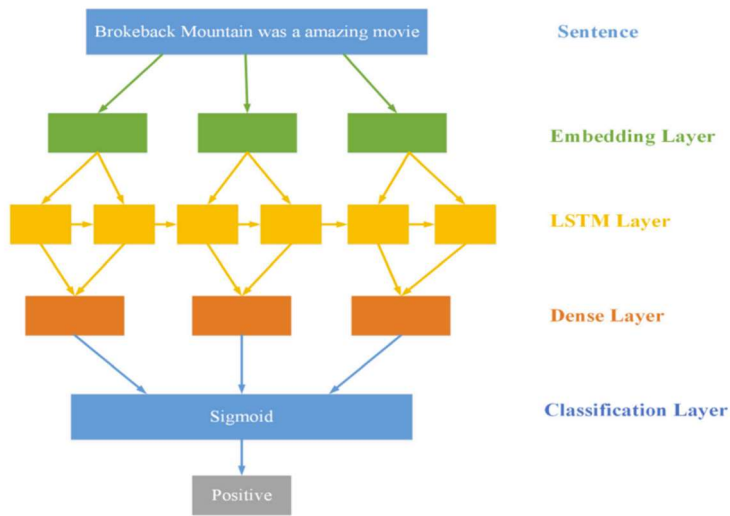 Brokeback Mountain was a amazing movie
Sentence
Embedding Layer
LSTM Layer
Dense Layer
Sigmoid
Classification Layer
Positive